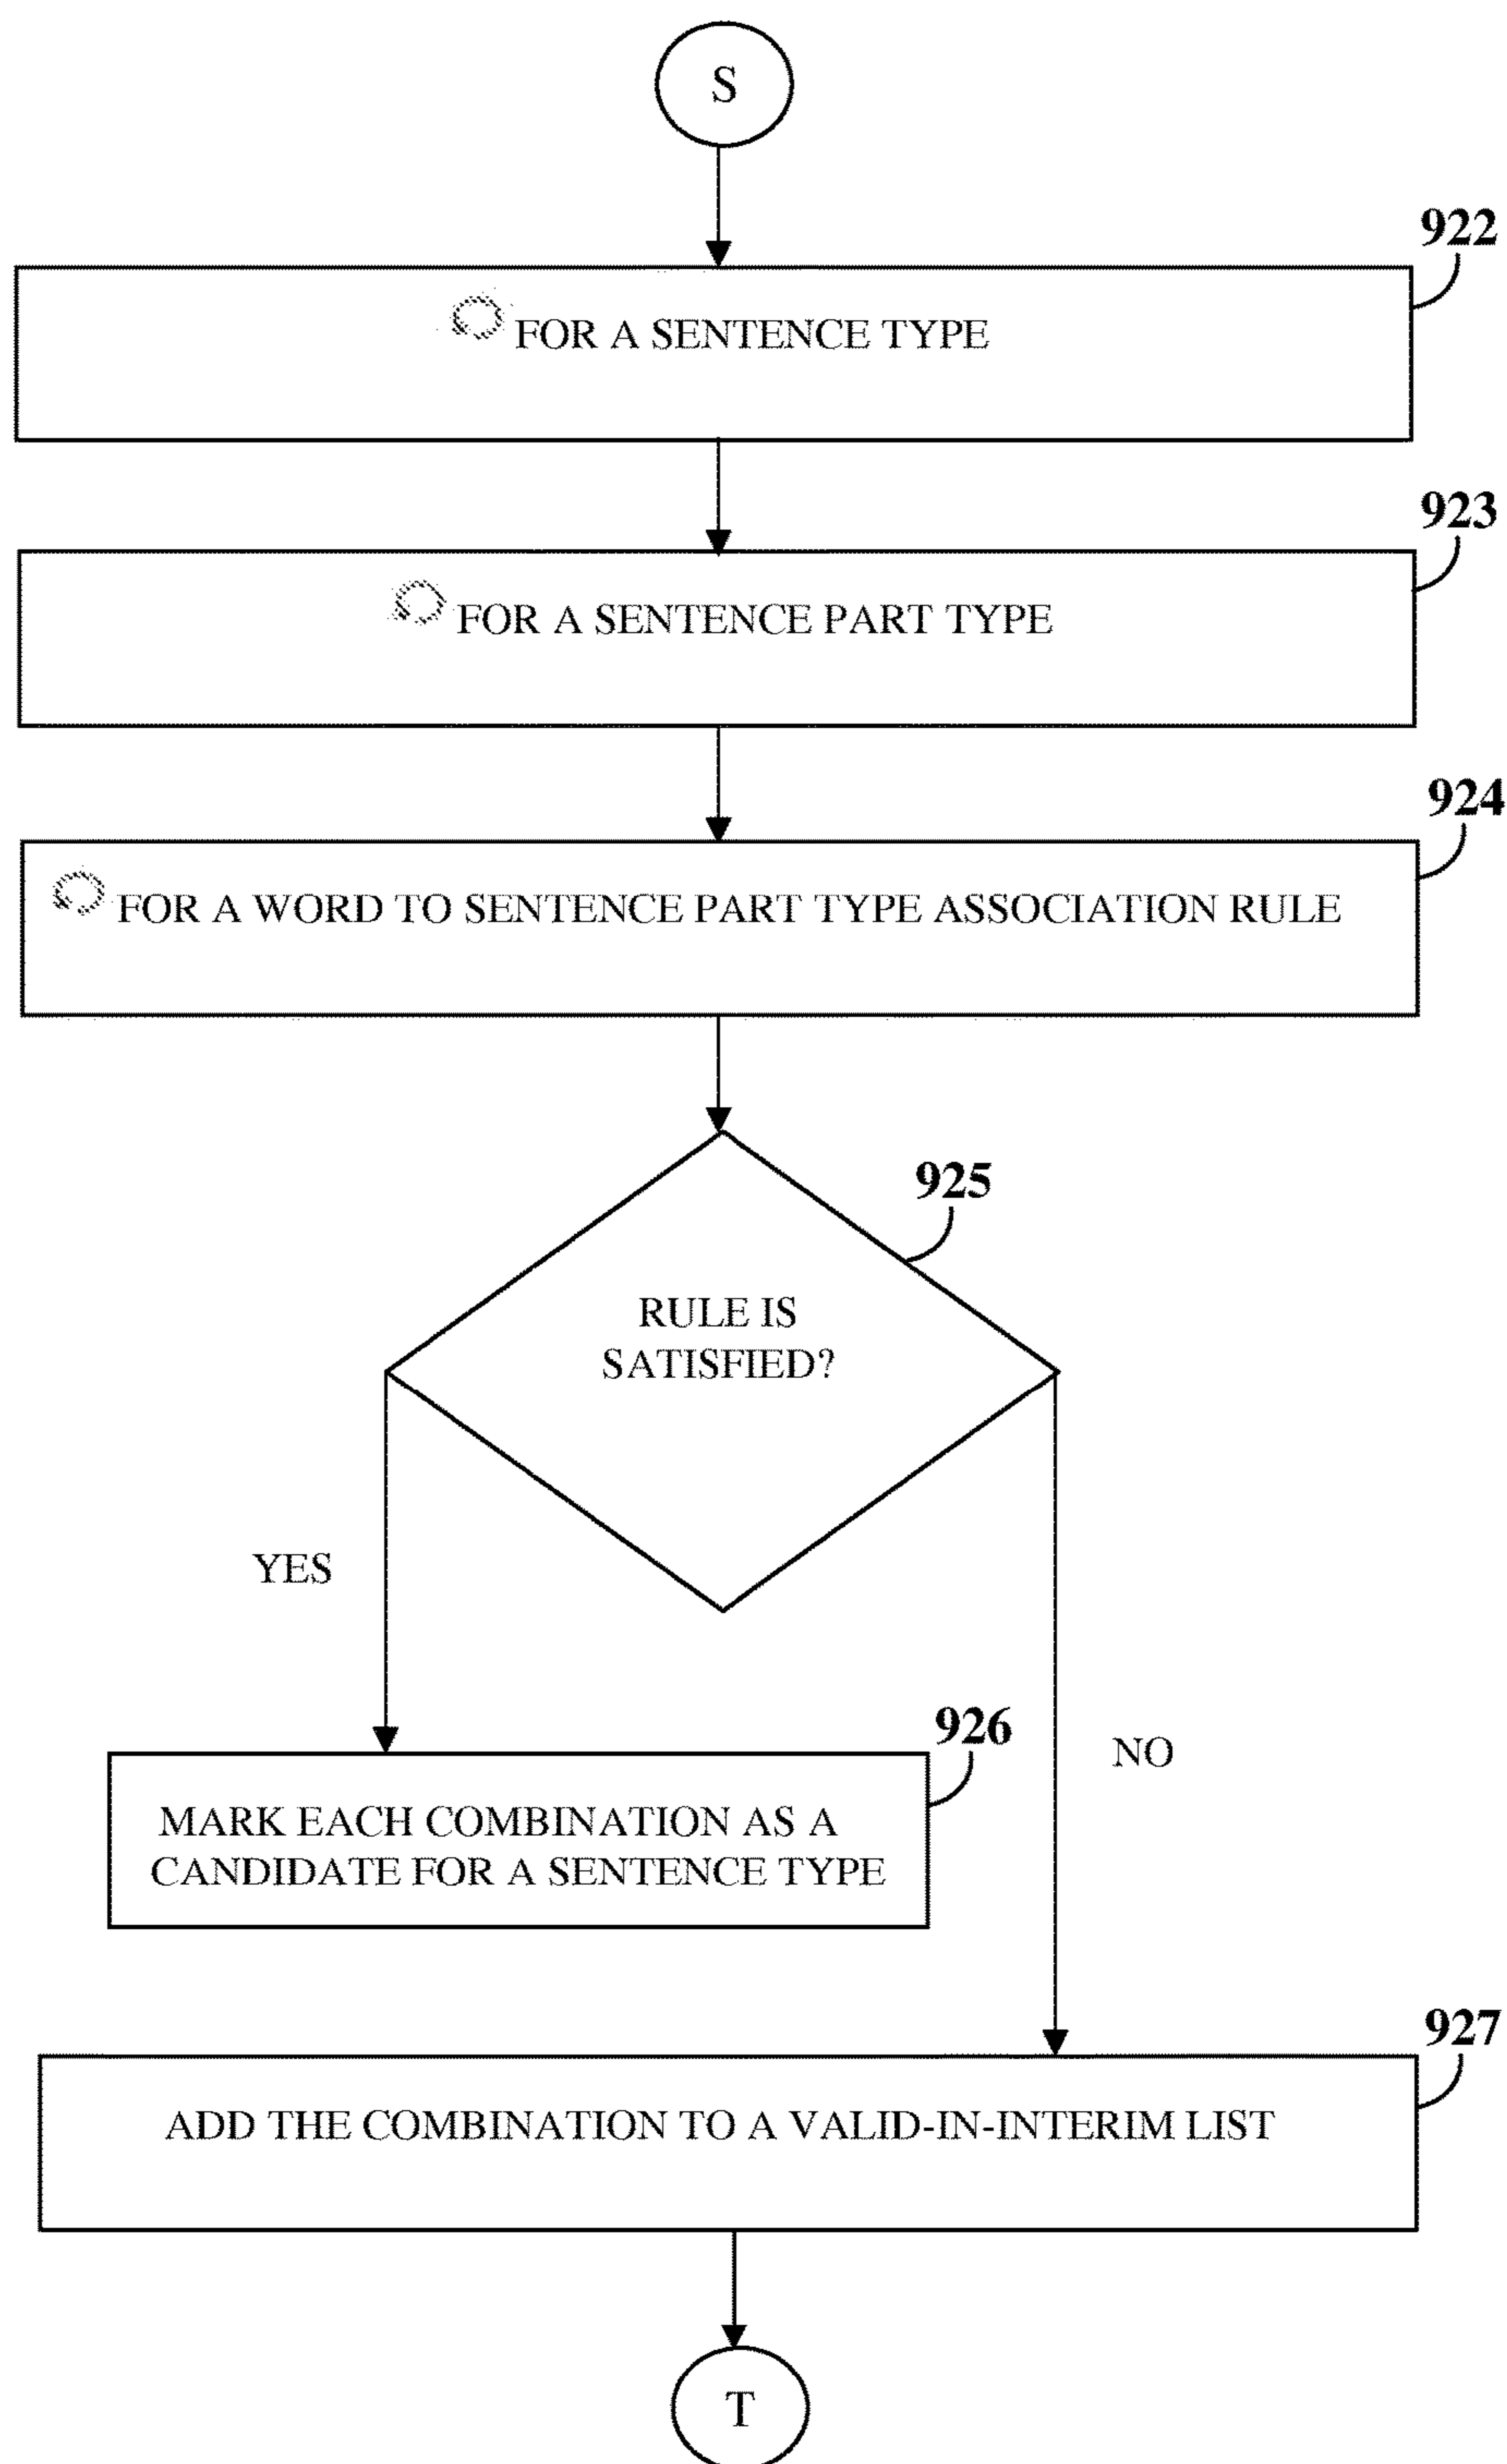 S
922
FOR A SENTENCE TYPE
923
FOR A SENTENCE PART TYPE
924
FOR A WORD TO SENTENCE PART TYPE ASSOCIATION RULE
925
RULE IS
SATISFIED?
YES
926
NO
MARK EACH COMBINATION AS A
CANDIDATE FOR A SENTENCE TYPE
927
ADD THE COMBINATION TO A VALID-IN-INTERIM LIST
T